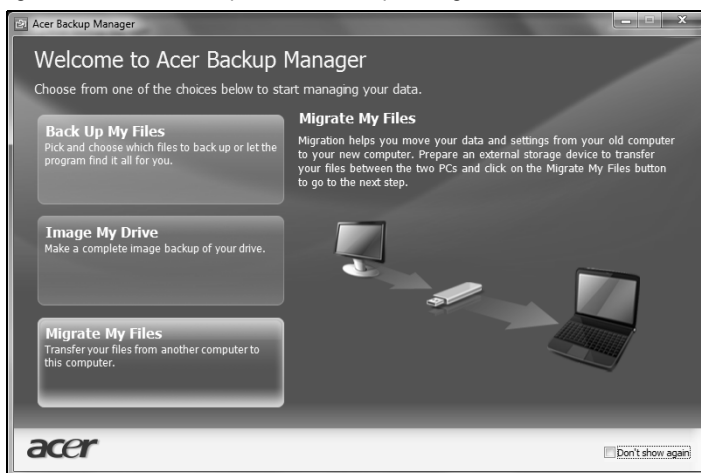 Acer Backup Manager
Welcome to Acer Backup Manager
Choose from one of the choices below to start managing your data.
Back Up My Files
Pick and choose which files to back up or let the
program find it all for you.
Image My Drive
Make a complete image backup of your drive.
Migrate My Files
Transfer your files from another computer to
this computer.
Migrate My Files
Migration helps you move your data and settings from your old computer
to your new computer. Prepare an external storage device to transfer
your files between the two PCs and click on the Migrate My Files button
to go to the next step.
acer
Don't show again